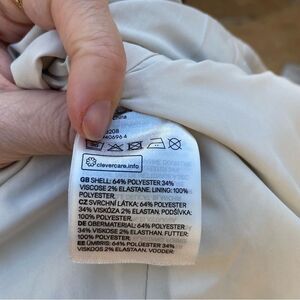 china
clevercare.info
GB SHELL: 64% POLYESTER 34%
VISCOSE 2% ELASTANE. LINING: 100%
POLYESTER.
CZ SVRCHNÍ LÁTKA: 64% POLYESTER
34% VISKÓZA 2% ELASTAN. PODŠÍVKA:
100% POLYESTER.
DE OBERMATERIAL: 64% POLYESTER
34% VISKOSE 2% ELASTHAN. FUTTER:
100% POLYESTER.
EE ÜMBRIS: 64% POLÜESTER 34%
VISKOOS 2% ELASTAAN. VOODER: